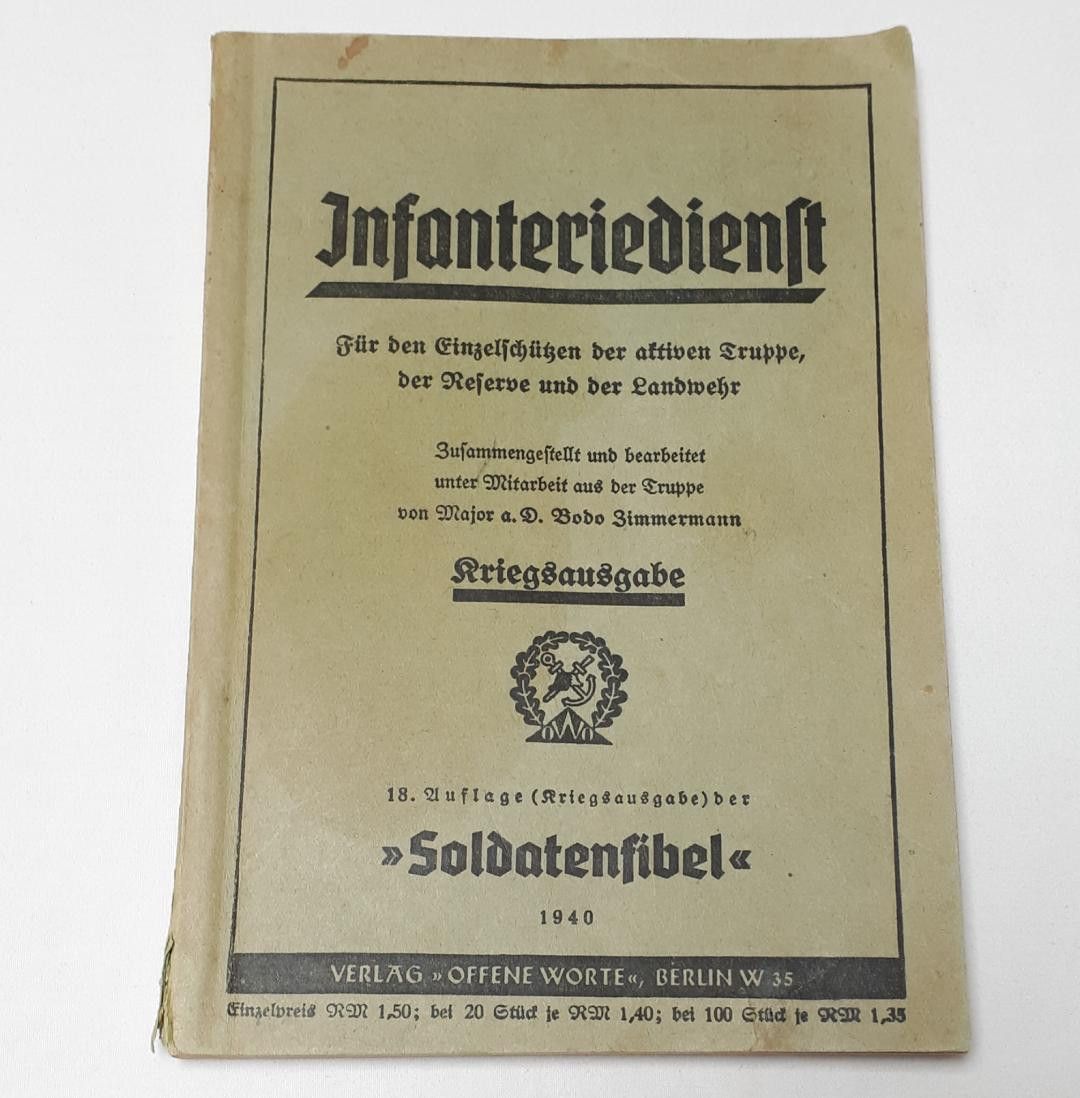 Infanteriedienst
Für den Einzelschützen der aktiven Truppe,
der Reserve und der Landwehr
Zusammengestellt und bearbeitet
unter Mitarbeit aus der Truppe
von Major a. D. Bodo Zimmermann
Kriegsausgabe
OWO
18. Auflage (Kriegsausgabe) der
»Soldatenfibel«
1940
VERLAG »OFFENE WORTE«, BERLIN W 35
Einzelpreis RM 1,50; bei 20 Stück je RM 1,40; bei 100 Stück je RM 1,35